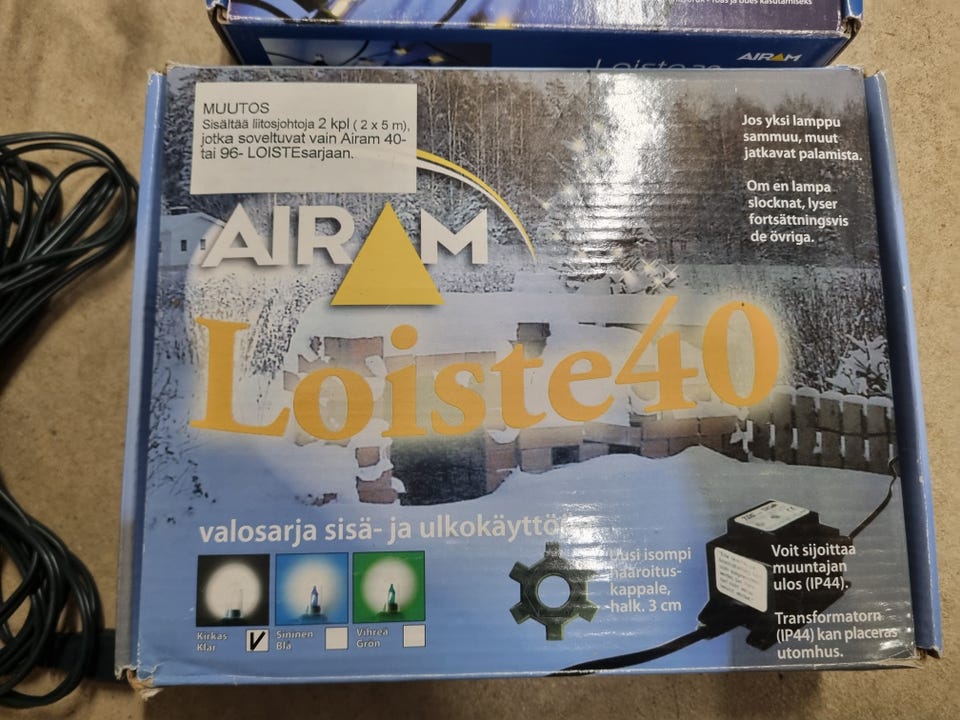 AIRAM
MUUTOS
Sisältää liitosjohtoja 2 kpl ( 2 x 5 m),
jotka soveltuvat vain Airam 40-
tai 96- LOISTEsarjaan.
Jos yksi lamppu
sammuu, muut
jatkavat palamista.
Om en lampa
slocknat, lyser
fortsättningsvis
de övriga.
AIRAM
Loiste40
valosarja sisä- ja ulkokäyttöö
Kirkas
Klar
Sininen
Blå
Vihreä
Grön
Uusi isompi
haaroitus-
kappale,
halk. 3 cm
Voit sijoittaa
muuntajan
ulos (IP44).
Transformatorn
(IP44) kan placeras
utomhus.